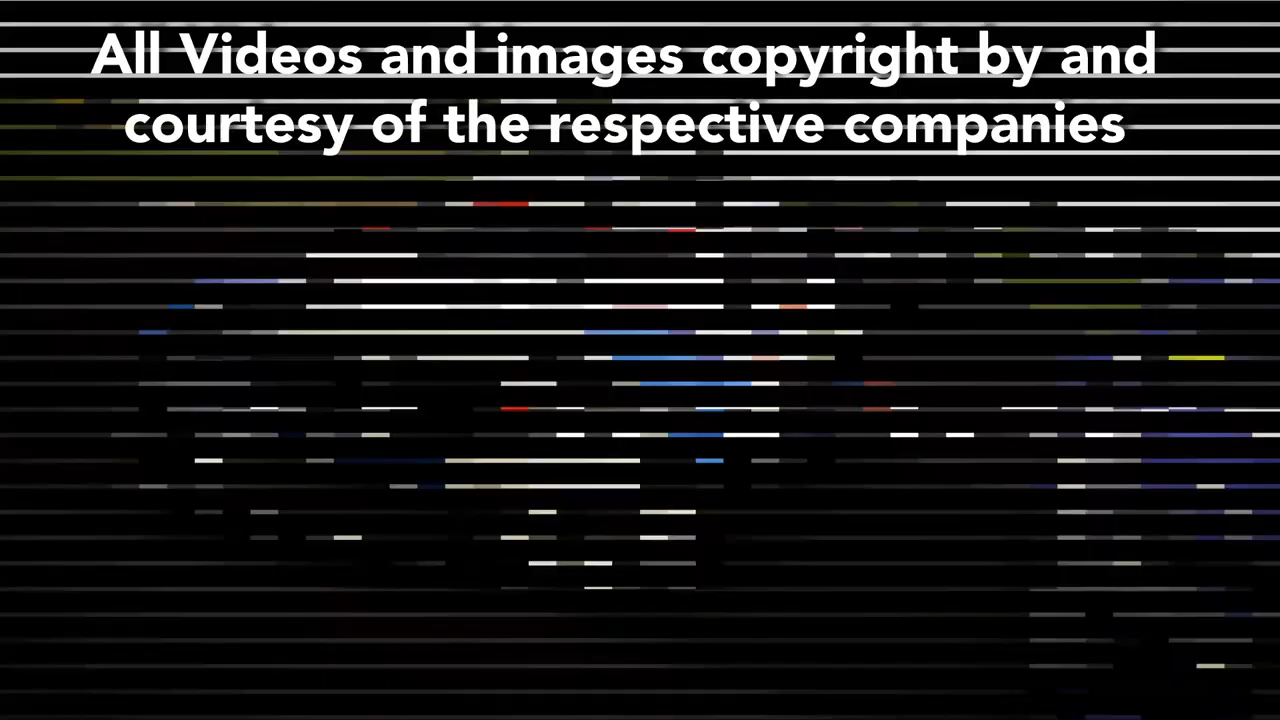 All Videos and images copyright by and
courtesy of the respective companies